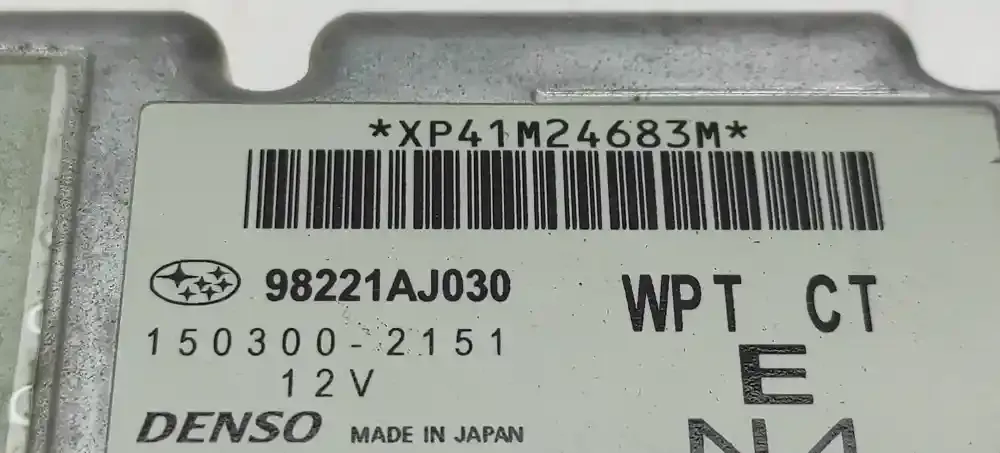 *XP41M24683M*
98221AJ030
WPT CT
150300-2151
E
12V
DENSO MADE IN JAPAN